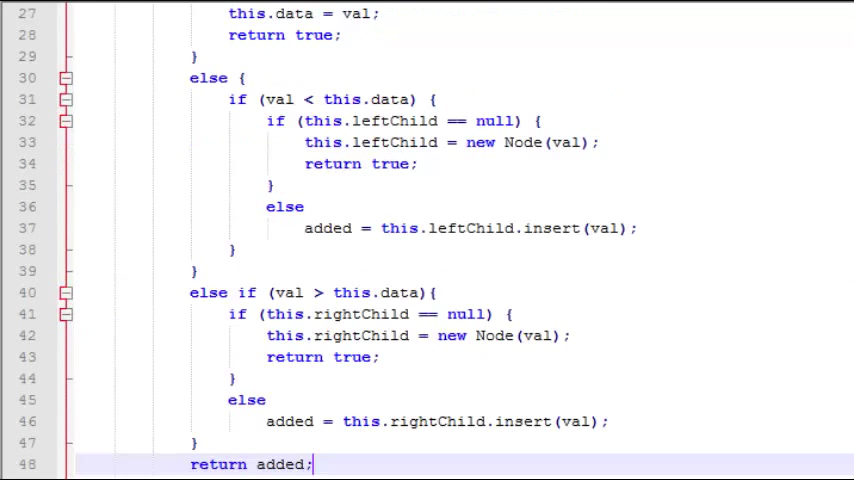 27 this.data = val;
28 return true;
29 }
30 else {
31 if (val < this.data) {
32 if (this.leftChild == null) {
33 this.leftChild = new Node(val);
34 return true;
35 }
36 else
37 added = this.leftChild.insert(val);
38 }
39 }
40 else if (val > this.data){
41 if (this.rightChild == null) {
42 this.rightChild = new Node(val);
43 return true;
44 }
45 else
46 added = this.rightChild.insert(val);
47 }
48 return added;